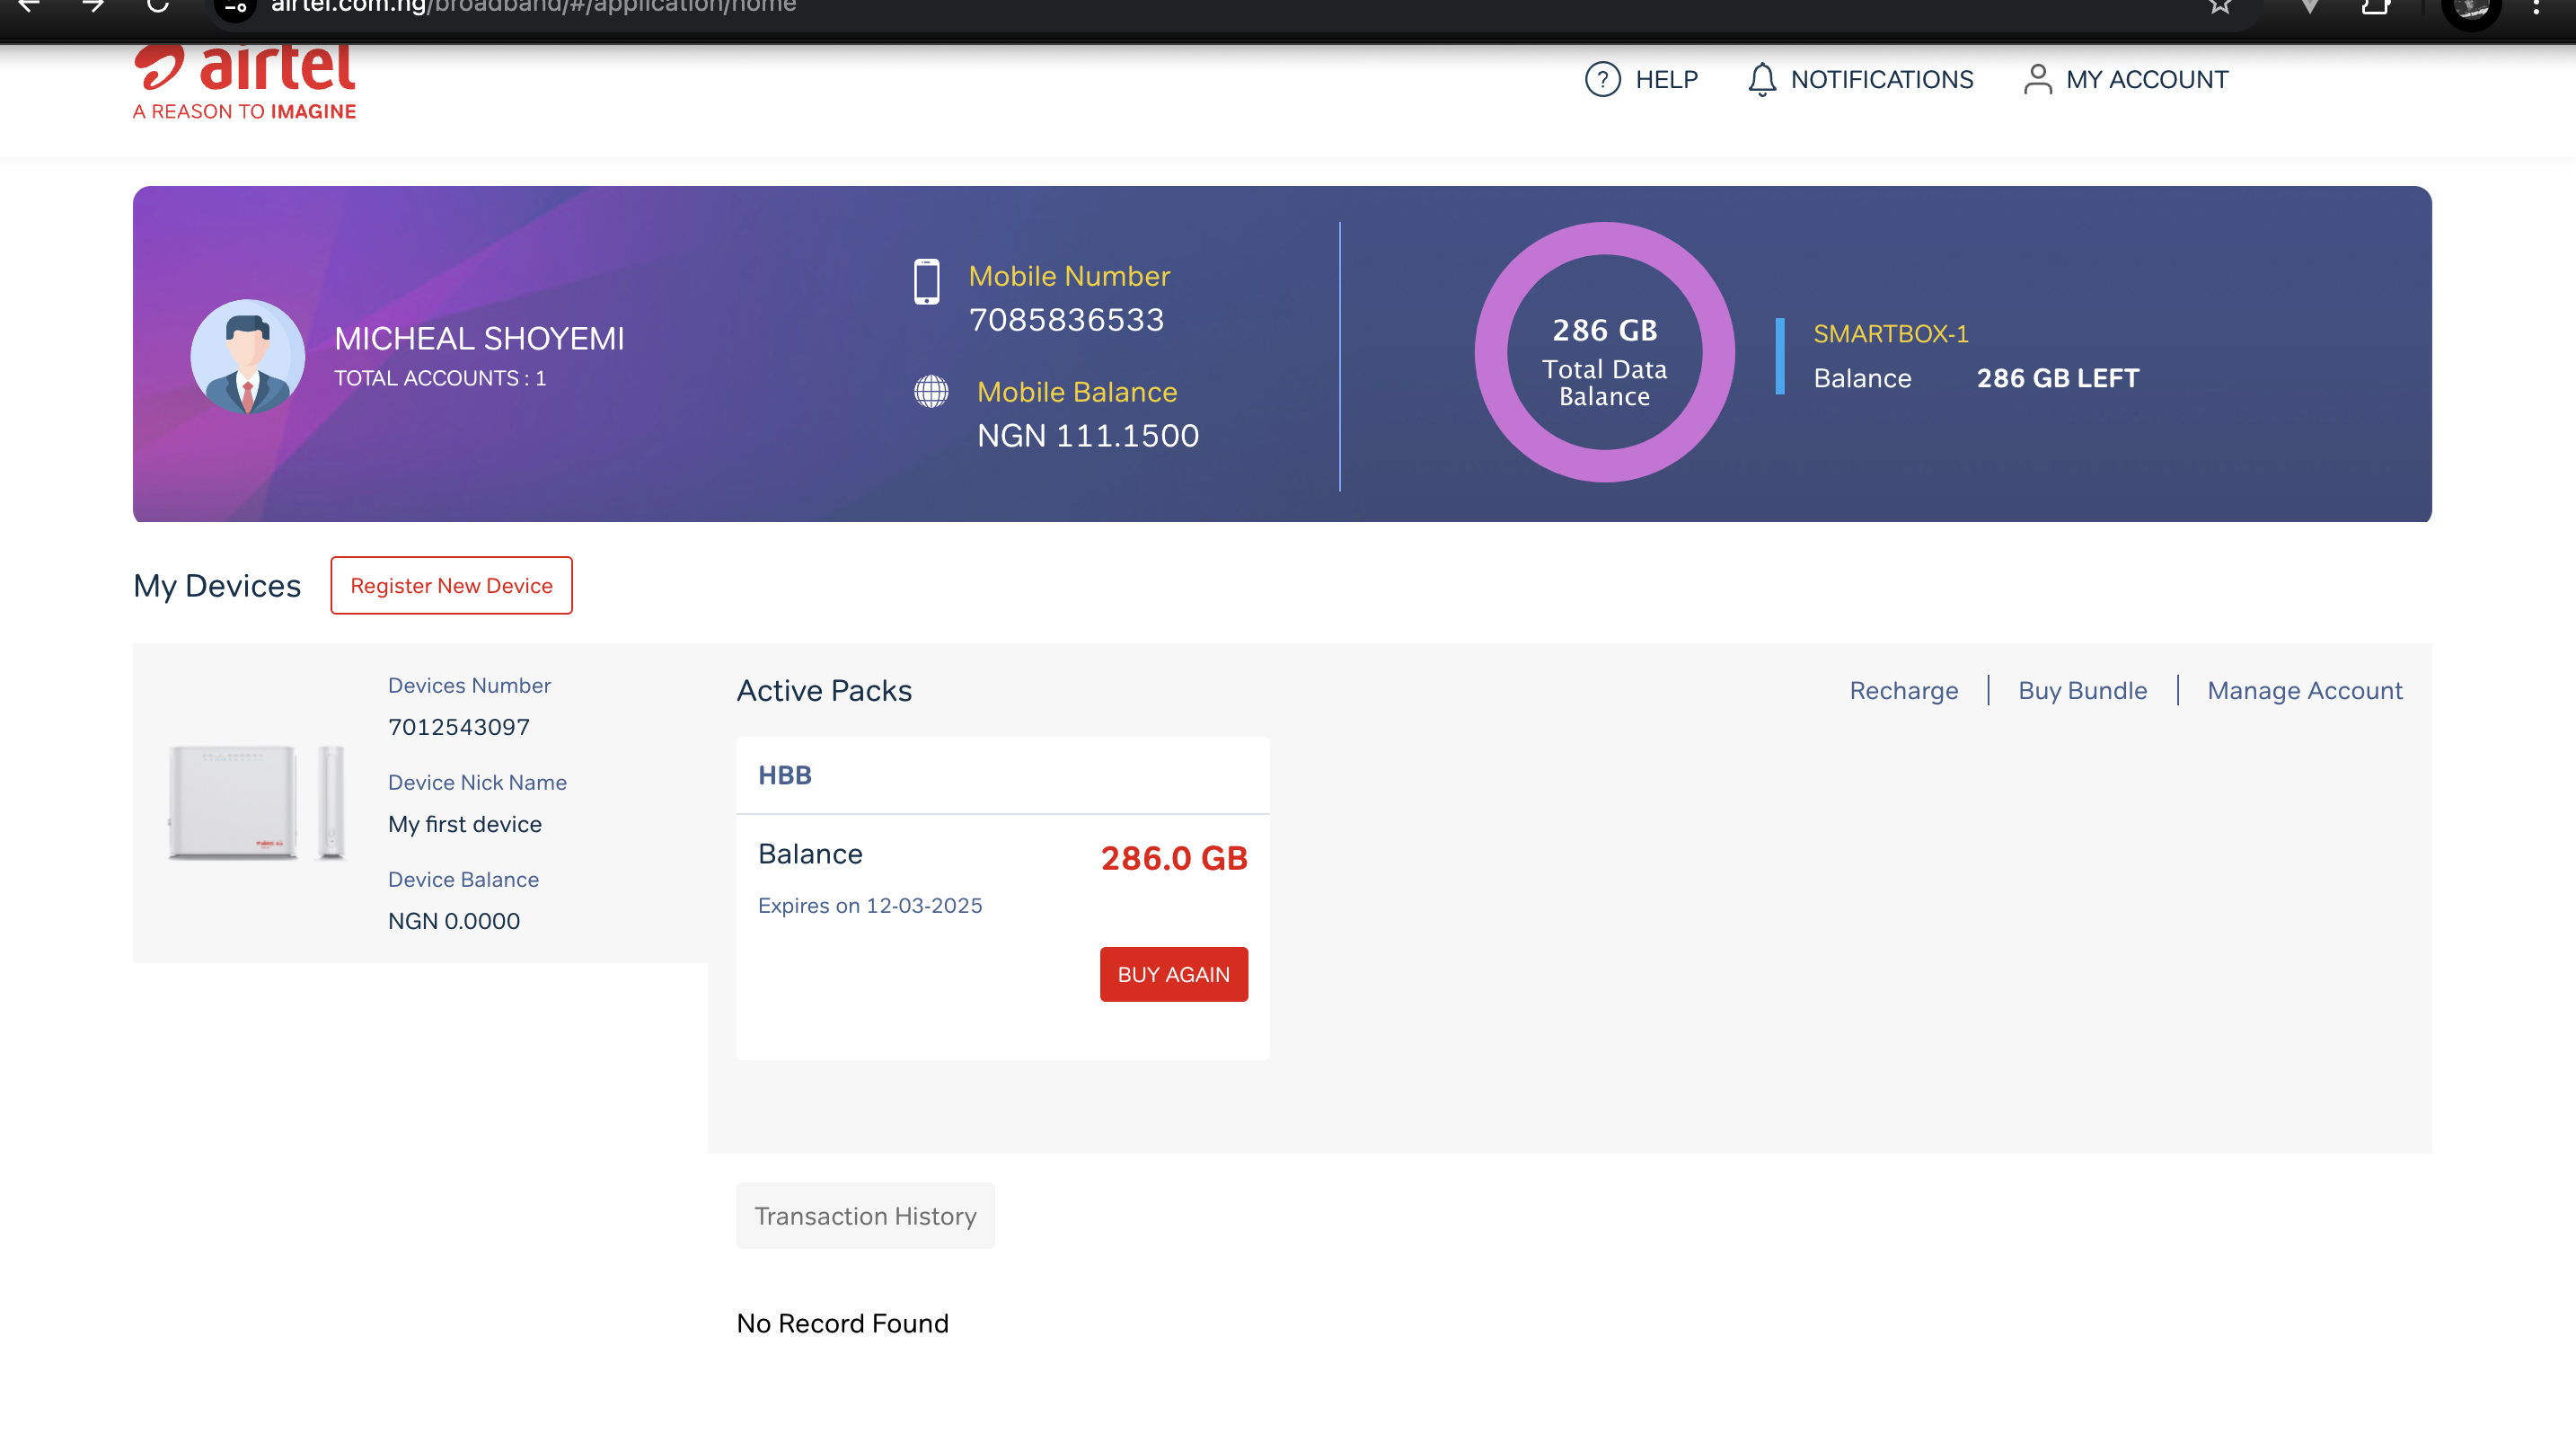 airtel.com.ng/broadband/#/application/home
airtel
A REASON TO IMAGINE
HELP
NOTIFICATIONS
MY ACCOUNT
MICHEAL SHOYEMI
TOTAL ACCOUNTS : 1
Mobile Number
7085836533
Mobile Balance
NGN 111.1500
286 GB
Total Data
Balance
SMARTBOX-1
Balance 286 GB LEFT
My Devices
Register New Device
Devices Number
7012543097
Device Nick Name
My first device
Device Balance
NGN 0.0000
Active Packs
Recharge
Buy Bundle
Manage Account
HBB
Balance
286.0 GB
Expires on 12-03-2025
BUY AGAIN
Transaction History
No Record Found